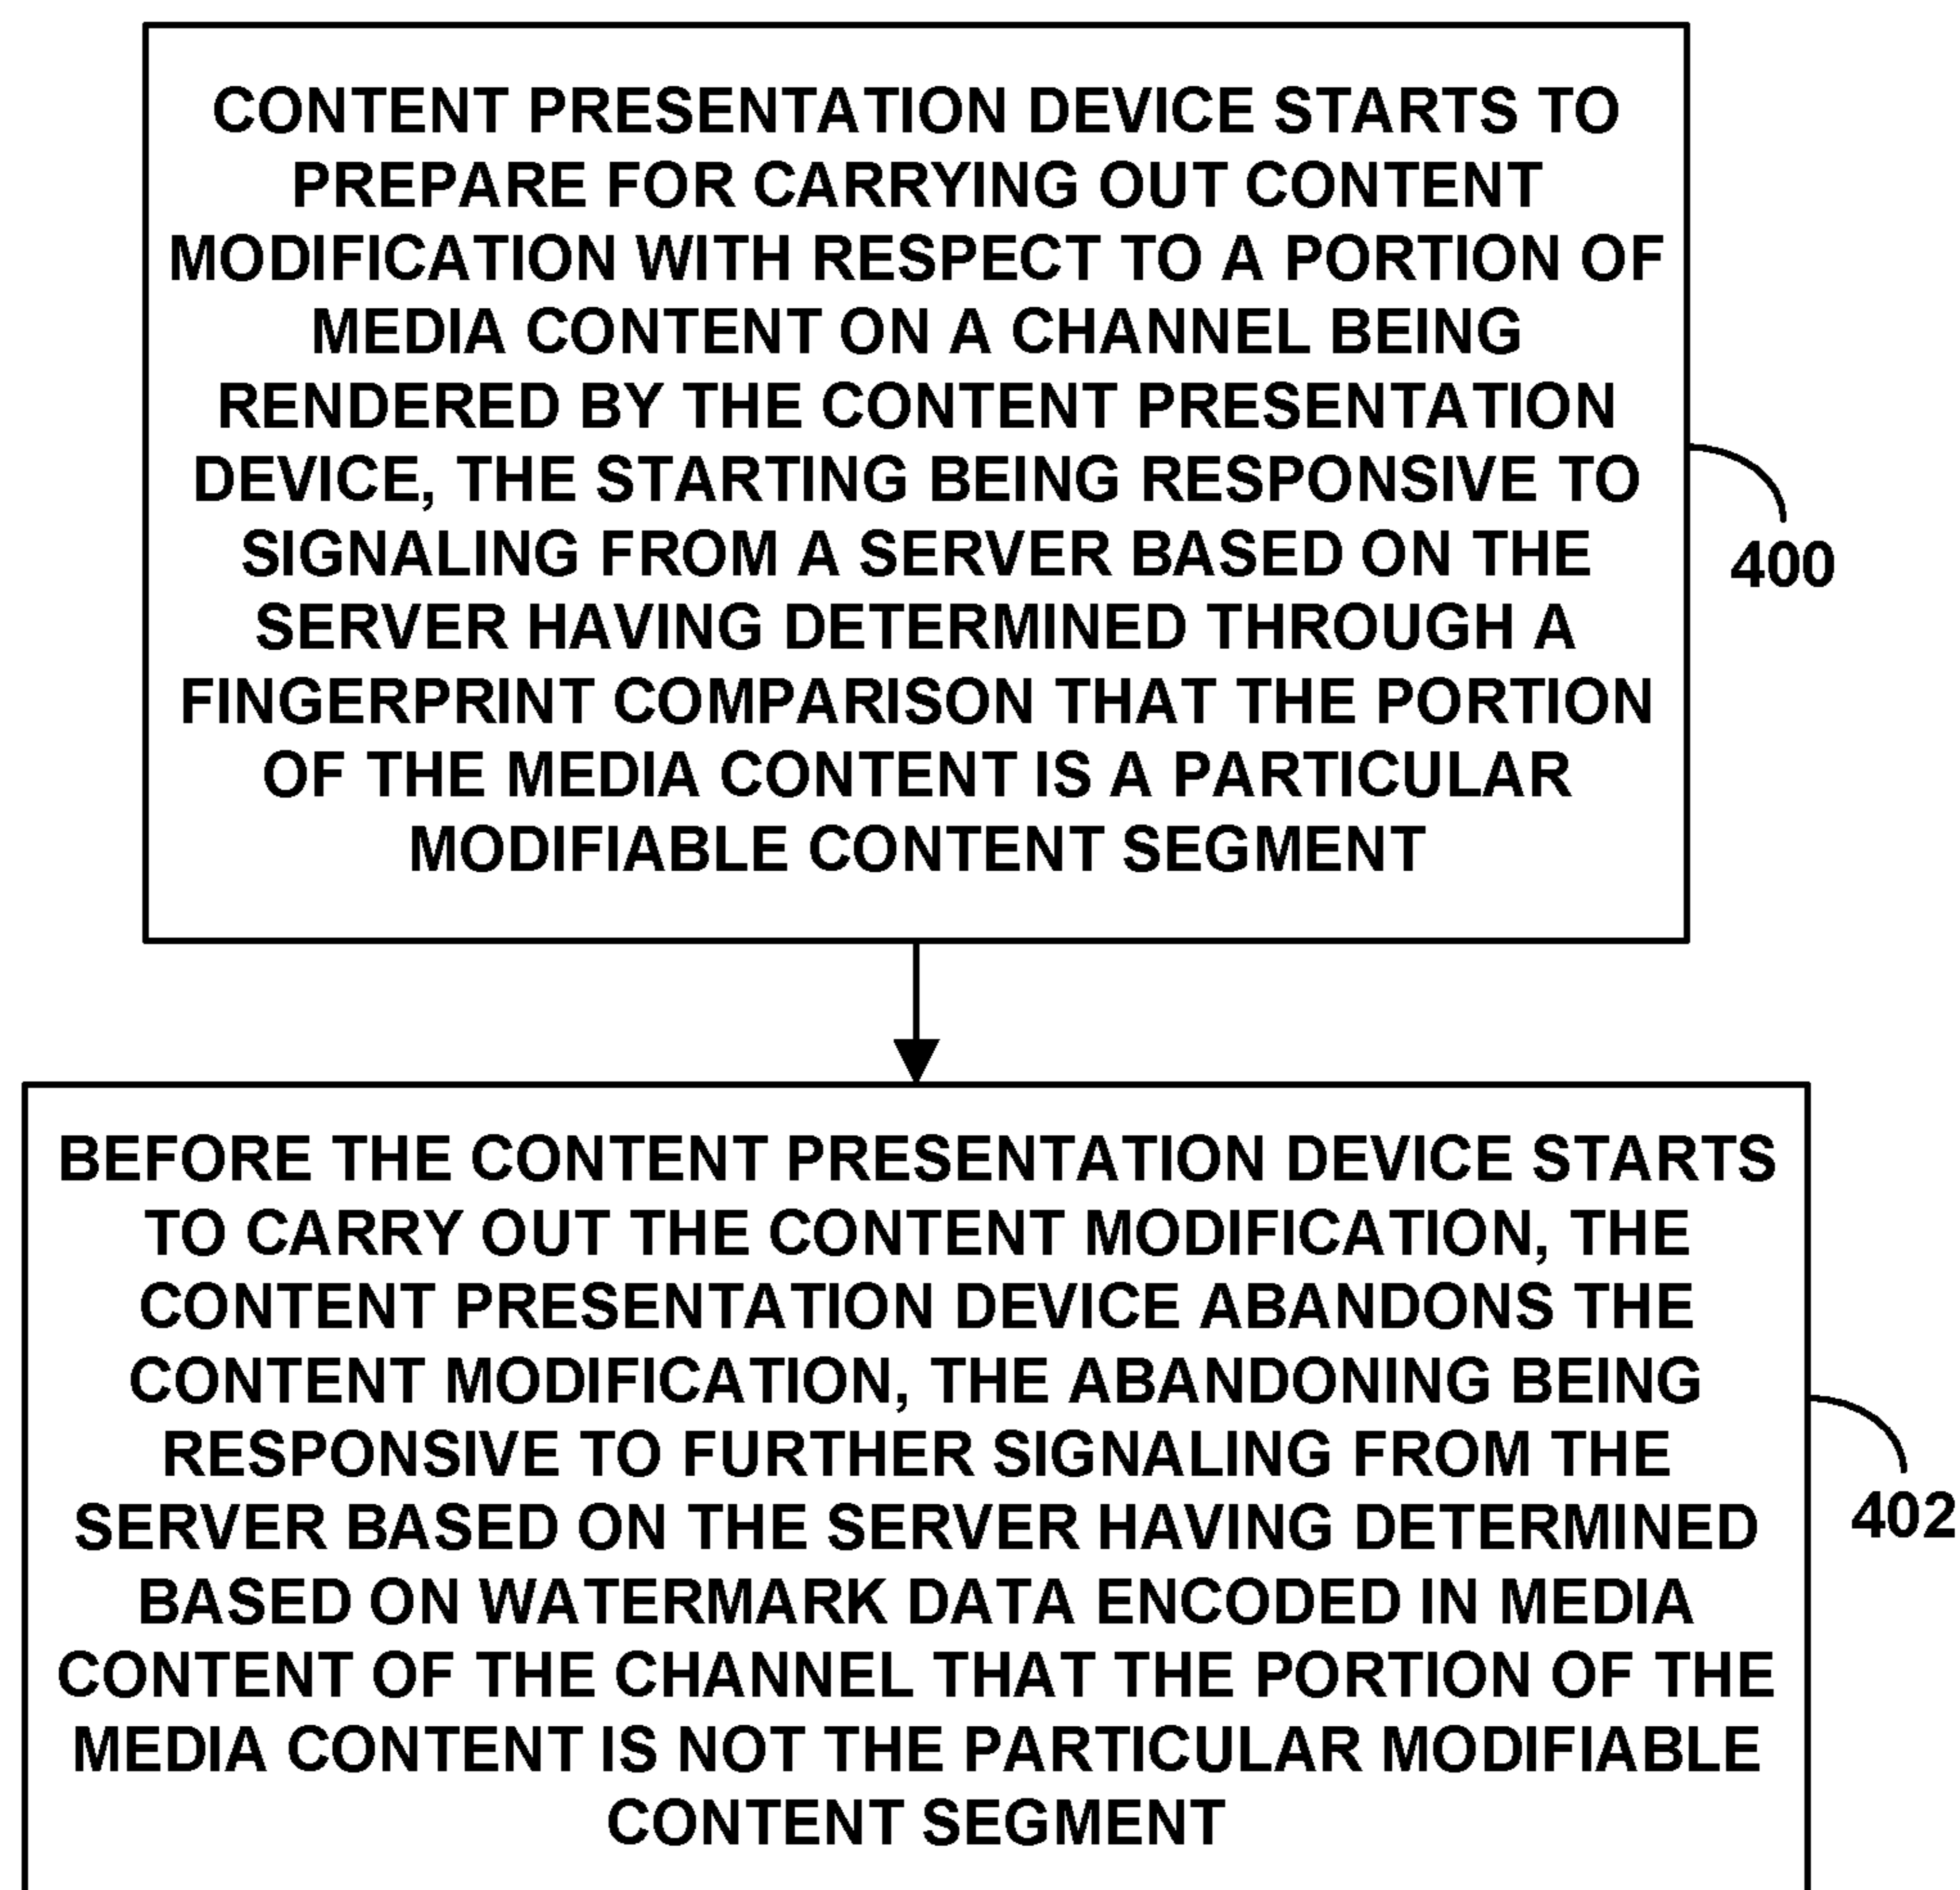 CONTENT PRESENTATION DEVICE STARTS TO
PREPARE FOR CARRYING OUT CONTENT
MODIFICATION WITH RESPECT TO A PORTION OF
MEDIA CONTENT ON A CHANNEL BEING
RENDERED BY THE CONTENT PRESENTATION
DEVICE, THE STARTING BEING RESPONSIVE TO
SIGNALING FROM A SERVER BASED ON THE
SERVER HAVING DETERMINED THROUGH A
FINGERPRINT COMPARISON THAT THE PORTION
OF THE MEDIA CONTENT IS A PARTICULAR
MODIFIABLE CONTENT SEGMENT
400
BEFORE THE CONTENT PRESENTATION DEVICE STARTS
TO CARRY OUT THE CONTENT MODIFICATION, THE
CONTENT PRESENTATION DEVICE ABANDONS THE
CONTENT MODIFICATION, THE ABANDONING BEING
RESPONSIVE TO FURTHER SIGNALING FROM THE
SERVER BASED ON THE SERVER HAVING DETERMINED
BASED ON WATERMARK DATA ENCODED IN MEDIA
CONTENT OF THE CHANNEL THAT THE PORTION OF THE
MEDIA CONTENT IS NOT THE PARTICULAR MODIFIABLE
CONTENT SEGMENT
402